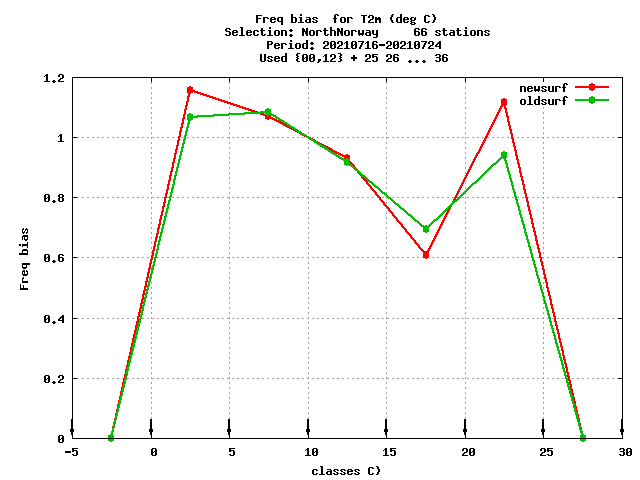 Freq bias  for T2m (deg C)
Selection: NorthNorway     66 stations
Period: 20210716-20210724
Used {00,12} + 25 26 ... 36
newsurf
oldsurf
1.2
1
0.8
0.6
0.4
0.2
0
Freq bias
-5 0 5 10 15 20 25 30
classes C)